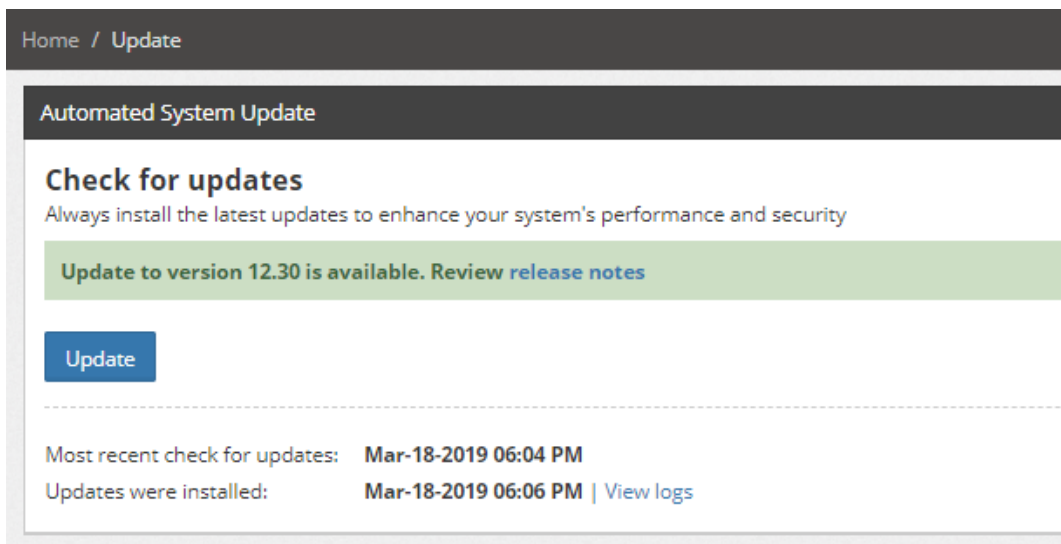 Home / Update
Automated System Update
Check for updates
Always install the latest updates to enhance your system's performance and security
Update to version 12.30 is available. Review release notes
Update
Most recent check for updates: Mar-18-2019 06:04 PM
Updates were installed: Mar-18-2019 06:06 PM | View logs